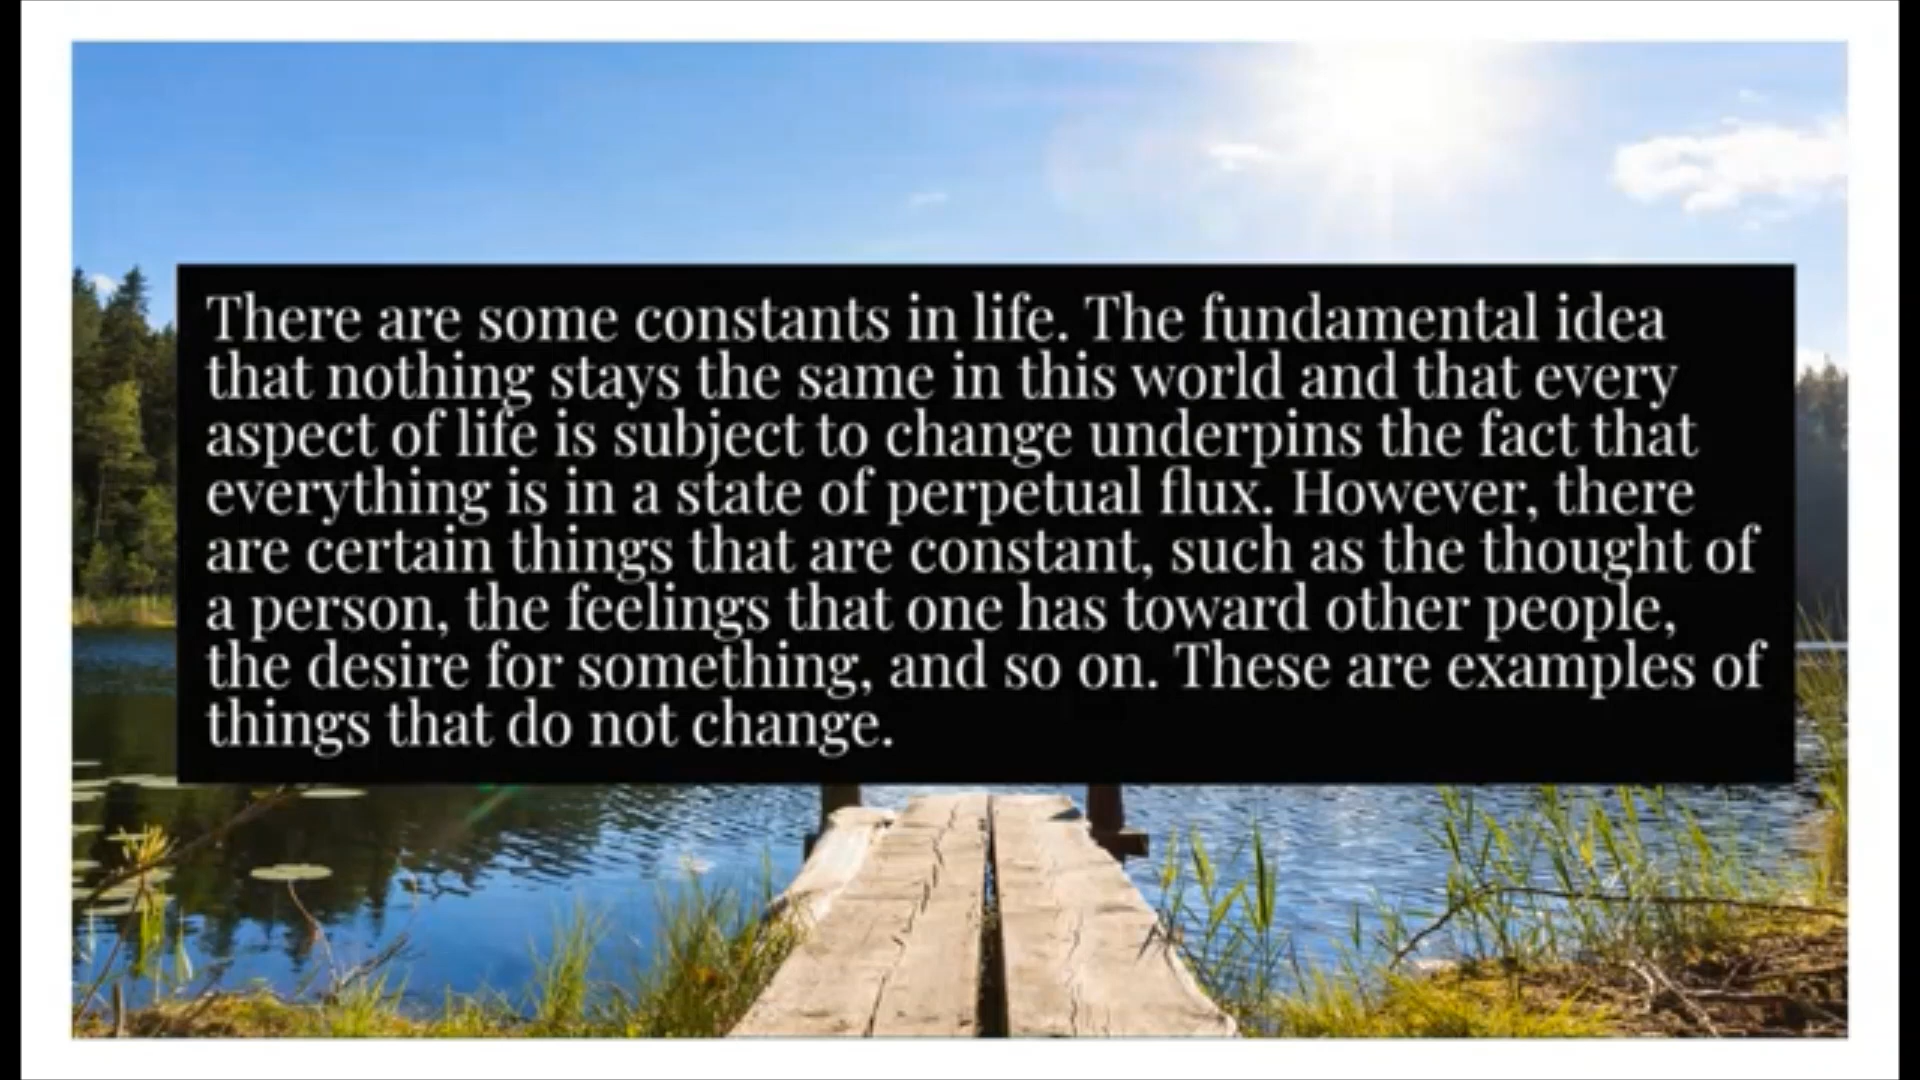 There are some constants in life. The fundamental idea
that nothing stays the same in this world and that every
aspect of life is subject to change underpins the fact that
everything is in a state of perpetual flux. However, there
are certain things that are constant, such as the thought of
a person, the feelings that one has toward other people,
the desire for something, and so on. These are examples of
things that do not change.